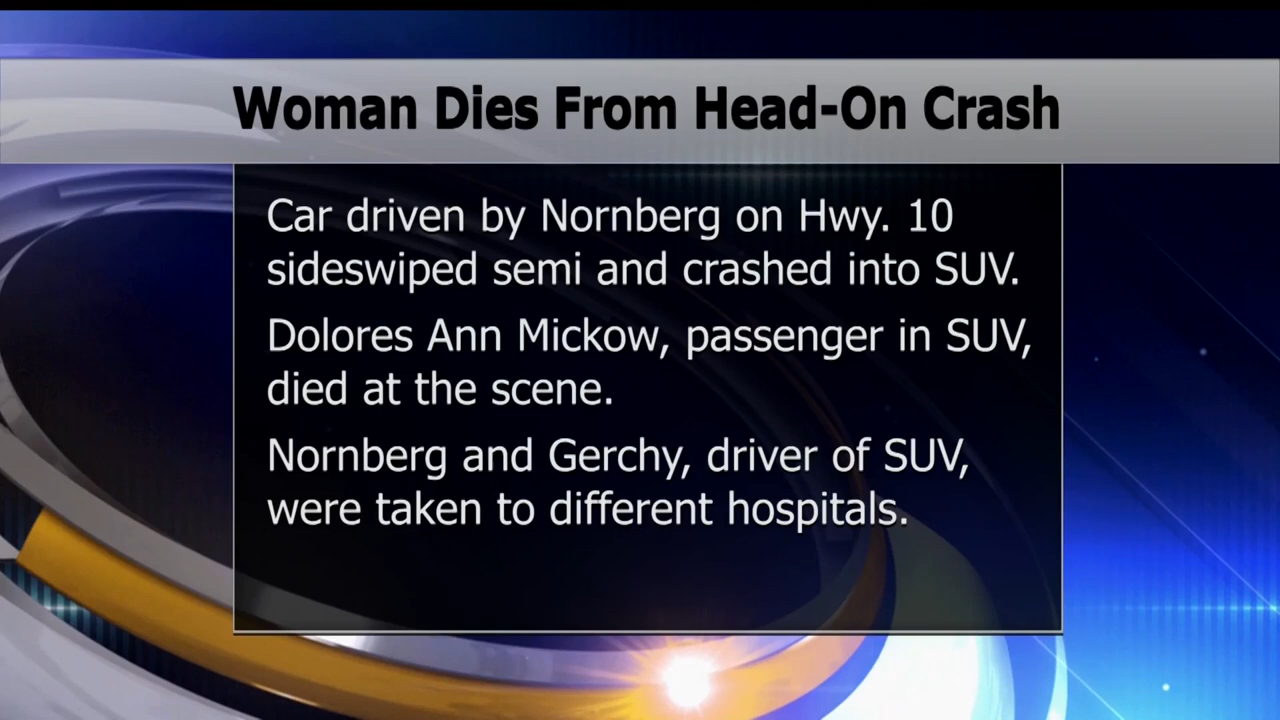 Woman Dies From Head-On Crash
Car driven by Nornberg on Hwy. 10
sideswiped semi and crashed into SUV.
Dolores Ann Mickow, passenger in SUV,
died at the scene.
Nornberg and Gerchy, driver of SUV,
were taken to different hospitals.